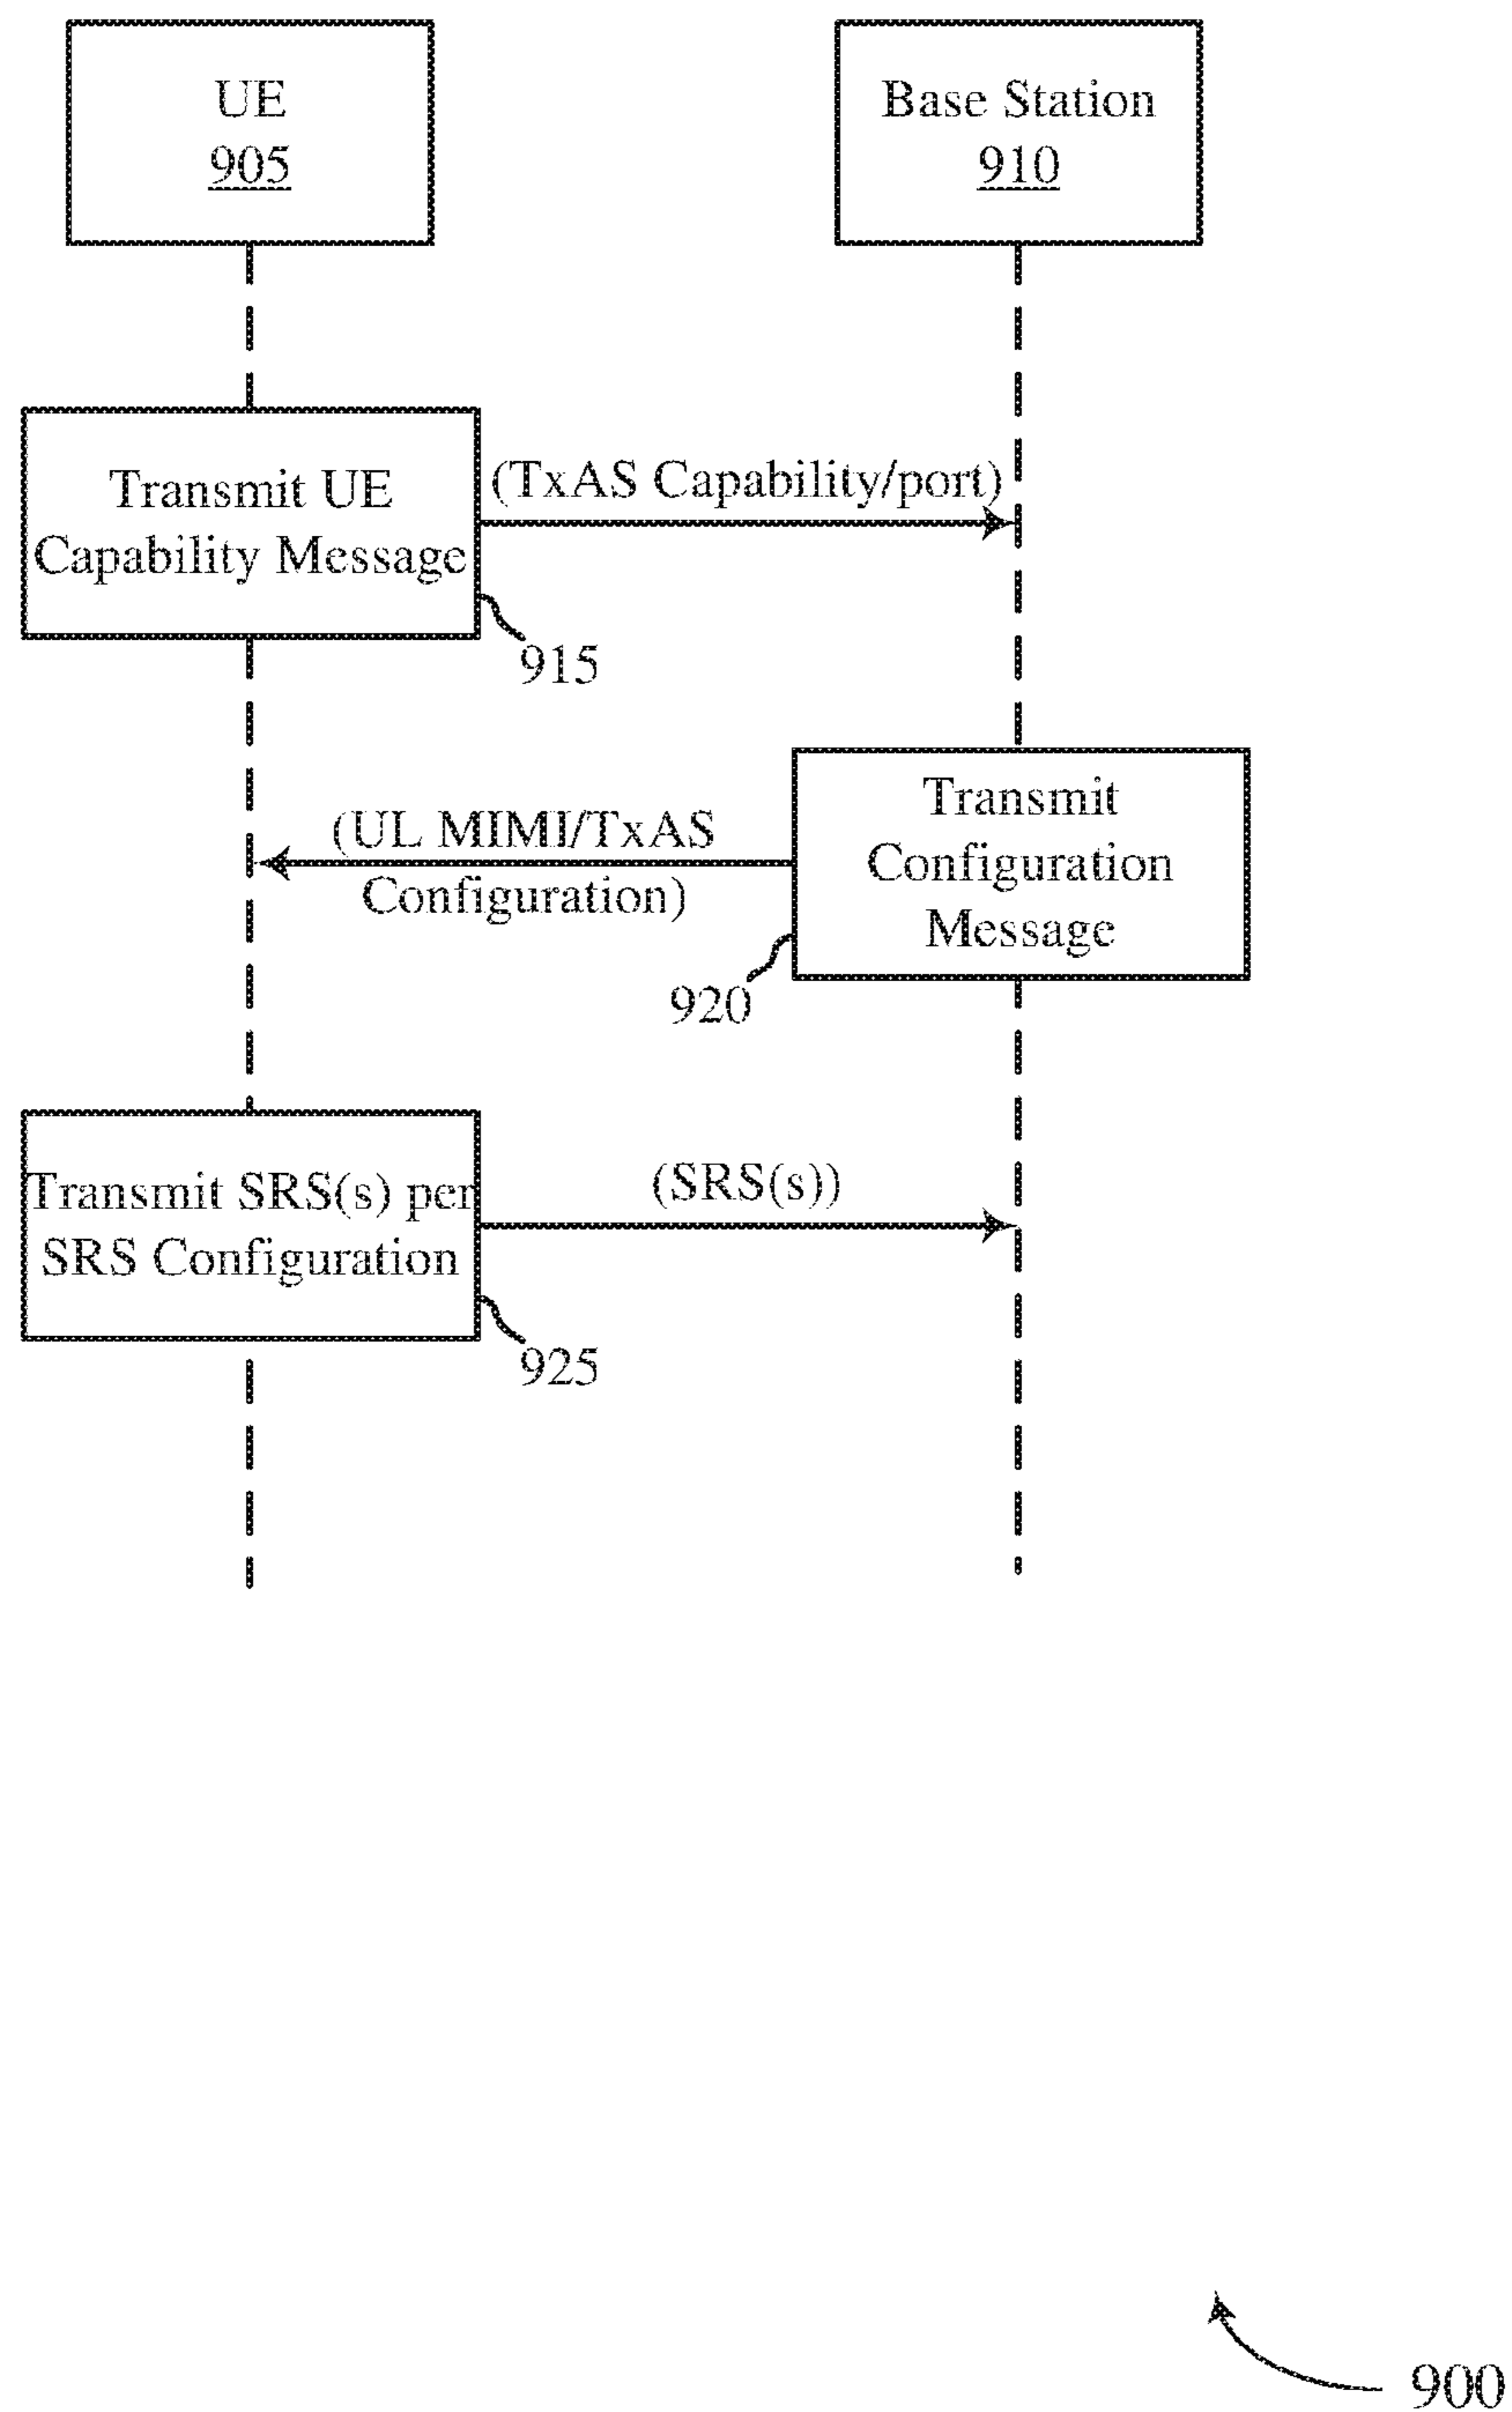 UE
905
Base Station
910
Transmit UE
Capability Message
(TxAS Capability/port)
915
Transmit
Configuration
Message
(UL MIMI/TxAS
Configuration)
920
Transmit SRS(s) per
SRS Configuration
(SRS(s))
925
900